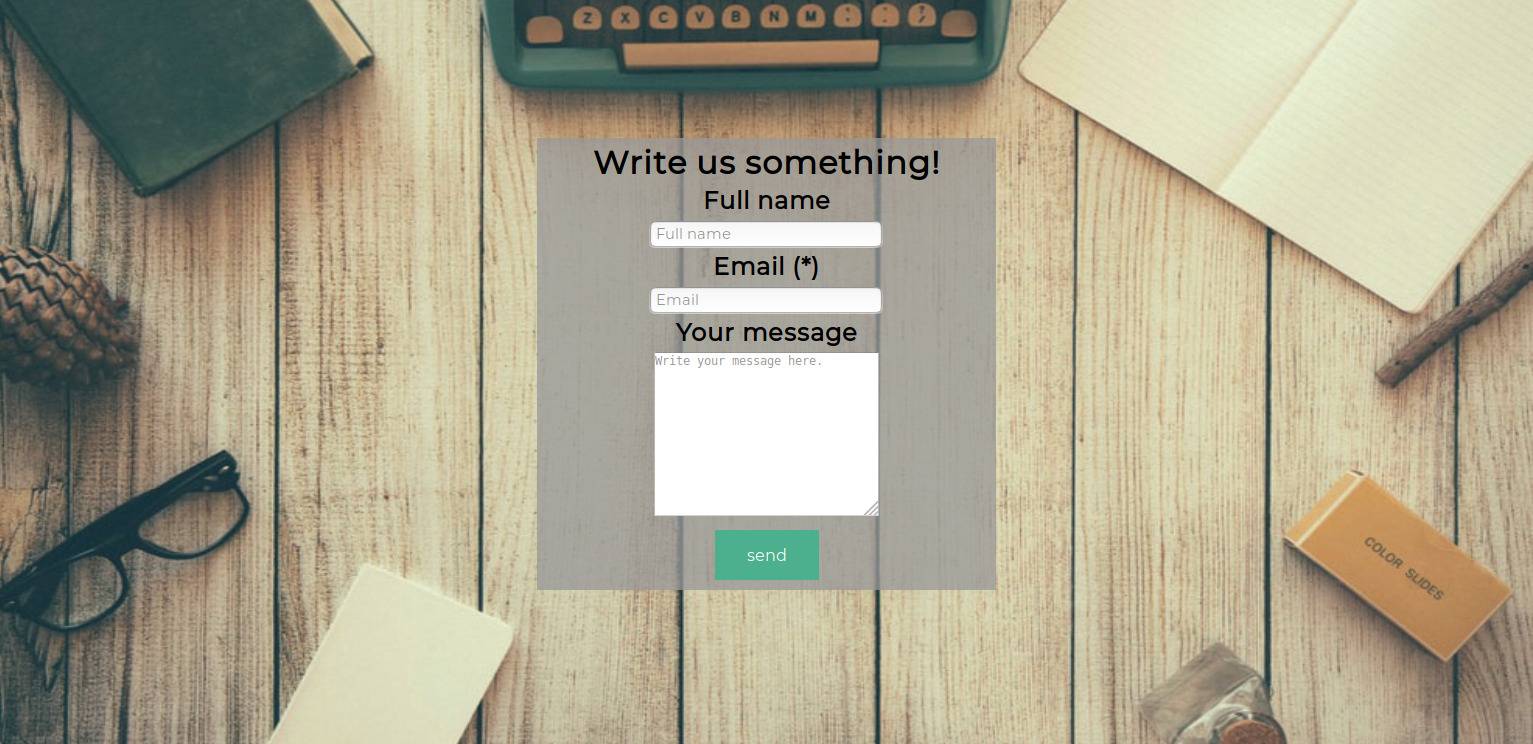 Z X C V B N M
Write us something!
Full name
Full name
Email (*)
Email
Your message
Write your message here.
send
COLOR SLIDES